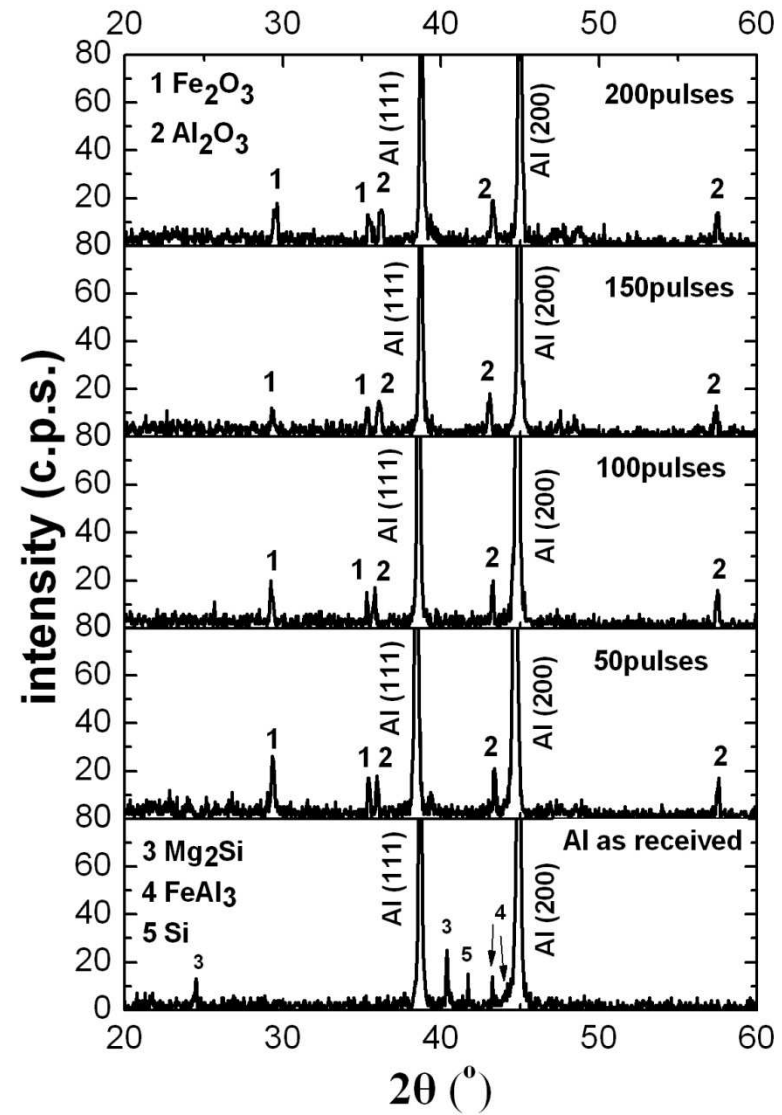 20 30 40 50 60
80
60
40
20
80
1 Fe₂O₃
2 Al₂O₃
Al (111)
Al (200)
200pulses
1
1
2
2
2
60
40
20
80
Al (111)
Al (200)
150pulses
1
1
2
2
2
60
40
20
80
Al (111)
Al (200)
100pulses
1
1
2
2
2
60
40
20
80
Al (111)
Al (200)
50pulses
1
1
2
2
2
60
40
20
0
3 Mg₂Si
4 FeAl₃
5 Si
Al (111)
Al (200)
Al as received
3
3
5
4
20 30 40 50 60
intensity (c.p.s.)
2θ (°)